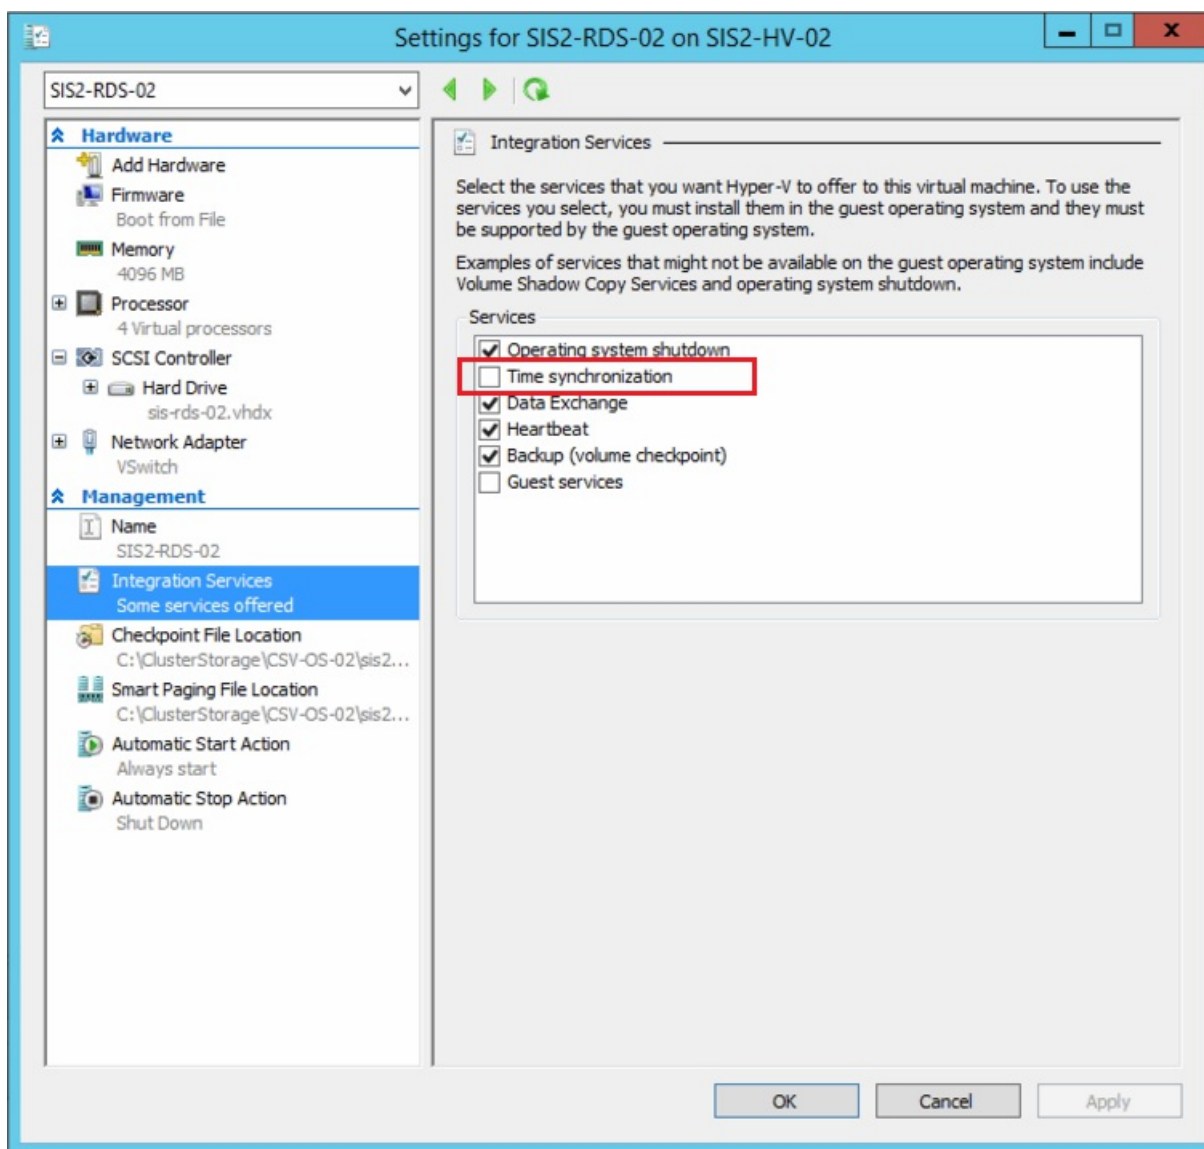 Settings for SIS2-RDS-02 on SIS2-HV-02
SIS2-RDS-02
Hardware
Add Hardware
Firmware
Boot from File
Memory
4096 MB
Processor
4 Virtual processors
SCSI Controller
Hard Drive
sis-rds-02.vhdx
Network Adapter
VSwitch
Management
Name
SIS2-RDS-02
Integration Services
Some services offered
Checkpoint File Location
C:\ClusterStorage\CSV-OS-02\sis2...
Smart Paging File Location
C:\ClusterStorage\CSV-OS-02\sis2...
Automatic Start Action
Always start
Automatic Stop Action
Shut Down
Integration Services
Select the services that you want Hyper-V to offer to this virtual machine. To use the
services you select, you must install them in the guest operating system and they must
be supported by the guest operating system.
Examples of services that might not be available on the guest operating system include
Volume Shadow Copy Services and operating system shutdown.
Services
Operating system shutdown
Time synchronization
Data Exchange
Heartbeat
Backup (volume checkpoint)
Guest services
OK
Cancel
Apply